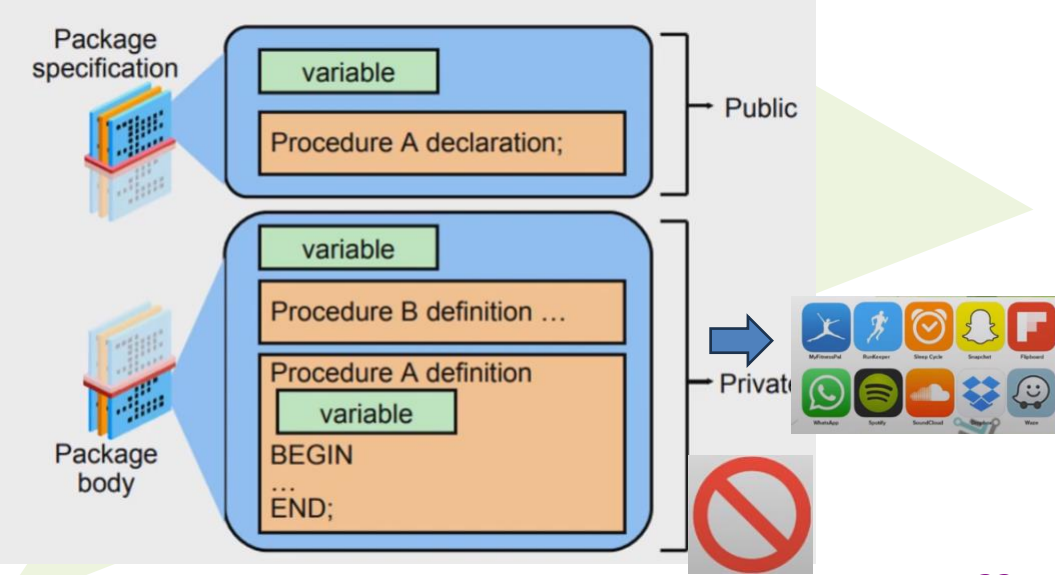 Package
specification
variable
Procedure A declaration;
Public
variable
Procedure B definition …
Procedure A definition
variable
BEGIN
…
END;
Private
Package
body
MyFitnessPal RunKeeper Sleep Cycle Snapchat Flipboard
WhatsApp Spotify SoundCloud Waze